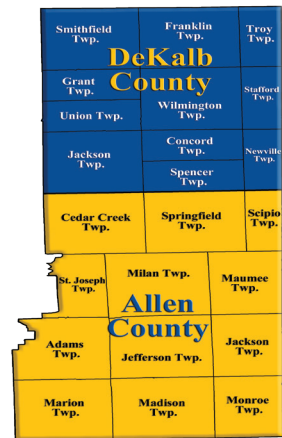 Smithfield
Twp.
Franklin
Twp.
Troy
Twp.
DeKalb
County
Grant
Twp.
Stafford
Twp.
Union Twp.
Wilmington
Twp.
Jackson
Twp.
Concord
Twp.
Newville
Twp.
Spencer
Twp.
Cedar Creek
Twp.
Springfield
Twp.
Scipio
Twp.
St. Joseph
Twp.
Milan Twp.
Maumee
Twp.
Allen
County
Adams
Twp.
Jefferson Twp.
Jackson
Twp.
Marion
Twp.
Madison
Twp.
Monroe
Twp.